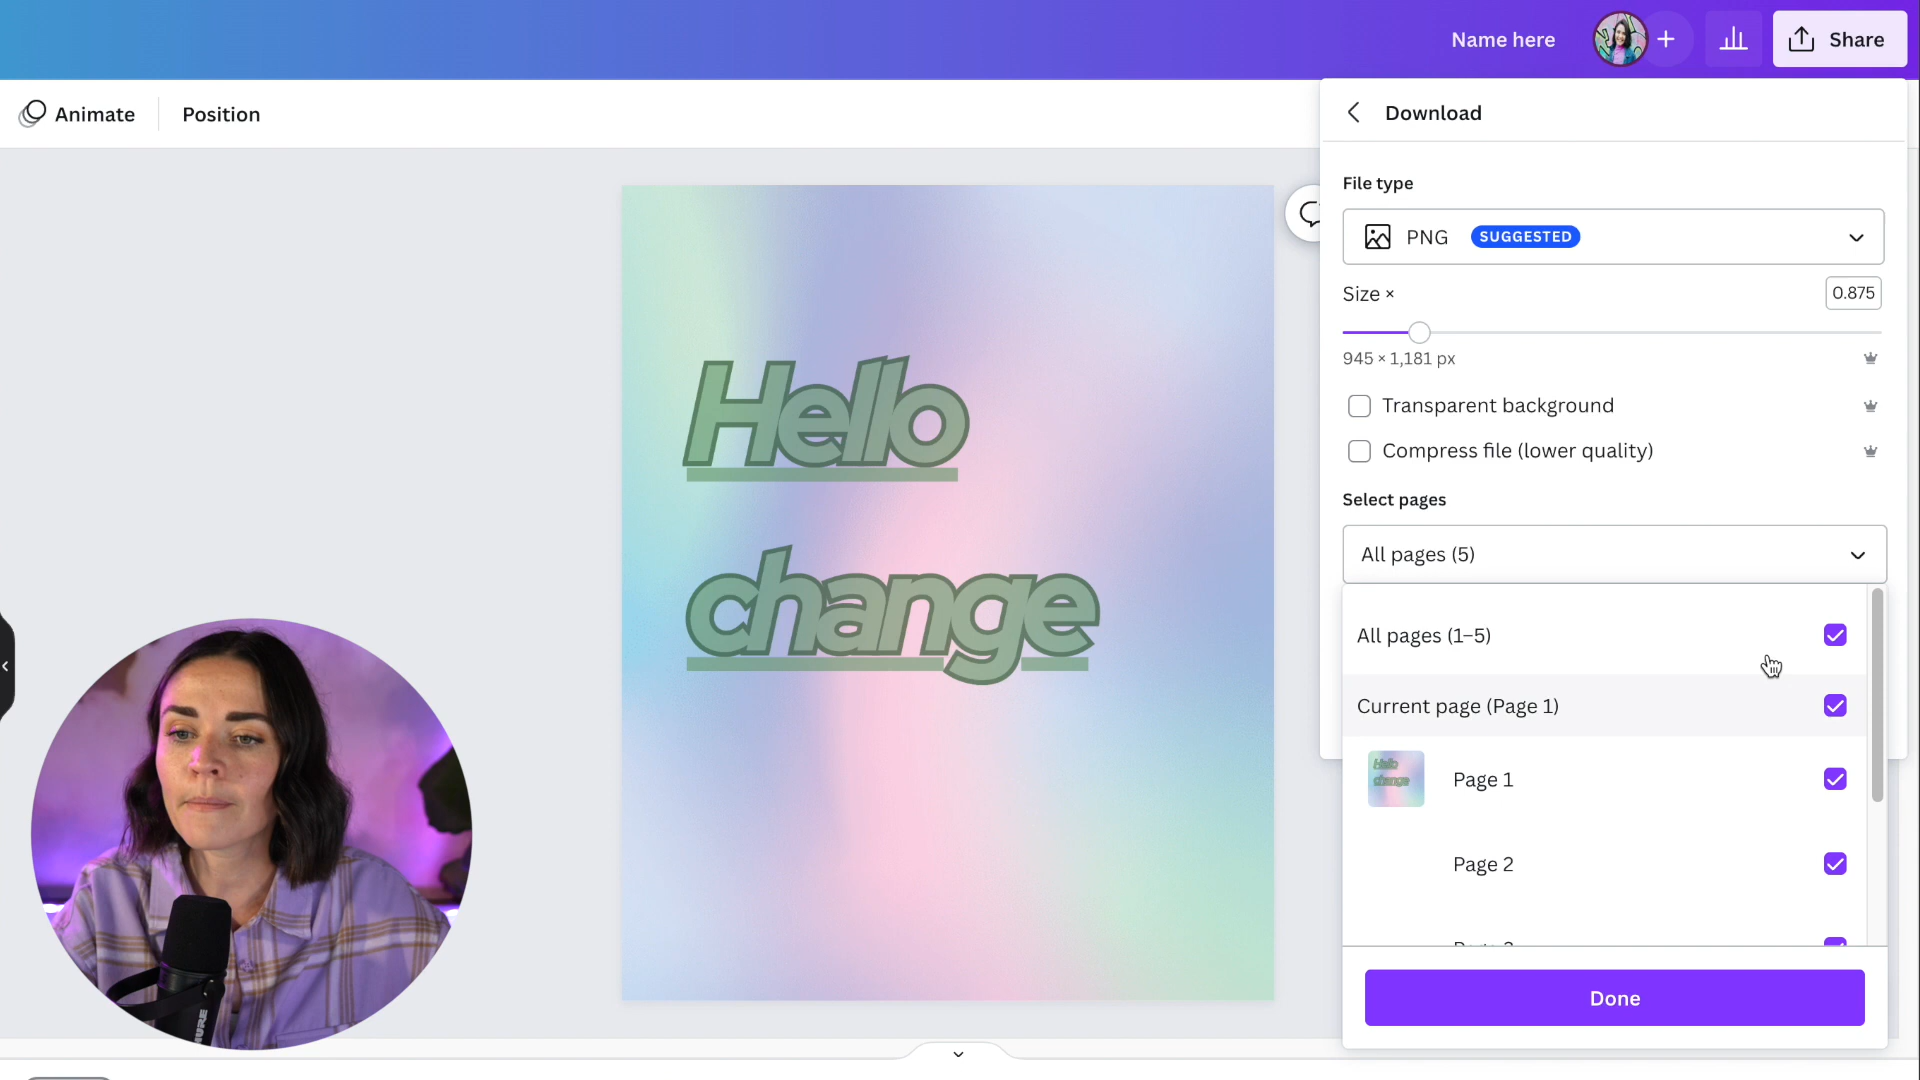 Name here
Share
Animate
Position
Download
File type
PNG SUGGESTED
Size × 0.875
945 × 1,181 px
Transparent background
Compress file (lower quality)
Select pages
All pages (5)
All pages (1–5)
Current page (Page 1)
Hello
change
Page 1
Hello
change
Page 2
Done